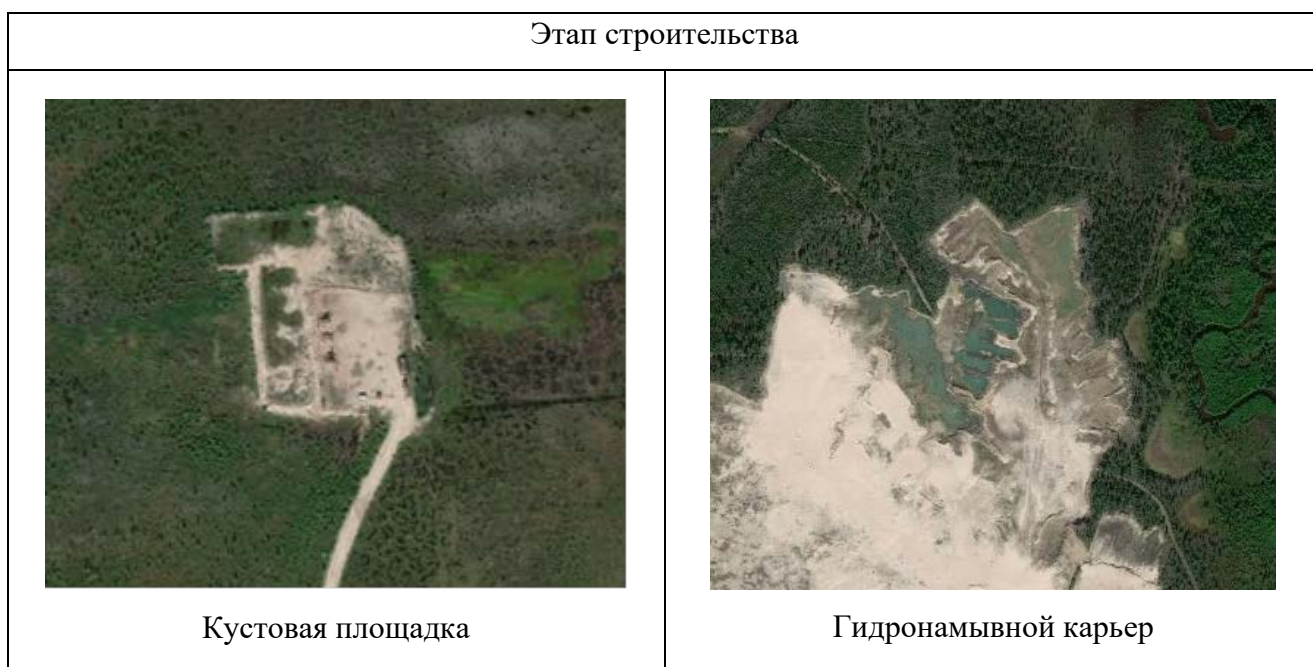 Этап строительства
Кустовая площадка
Гидронамывной карьер